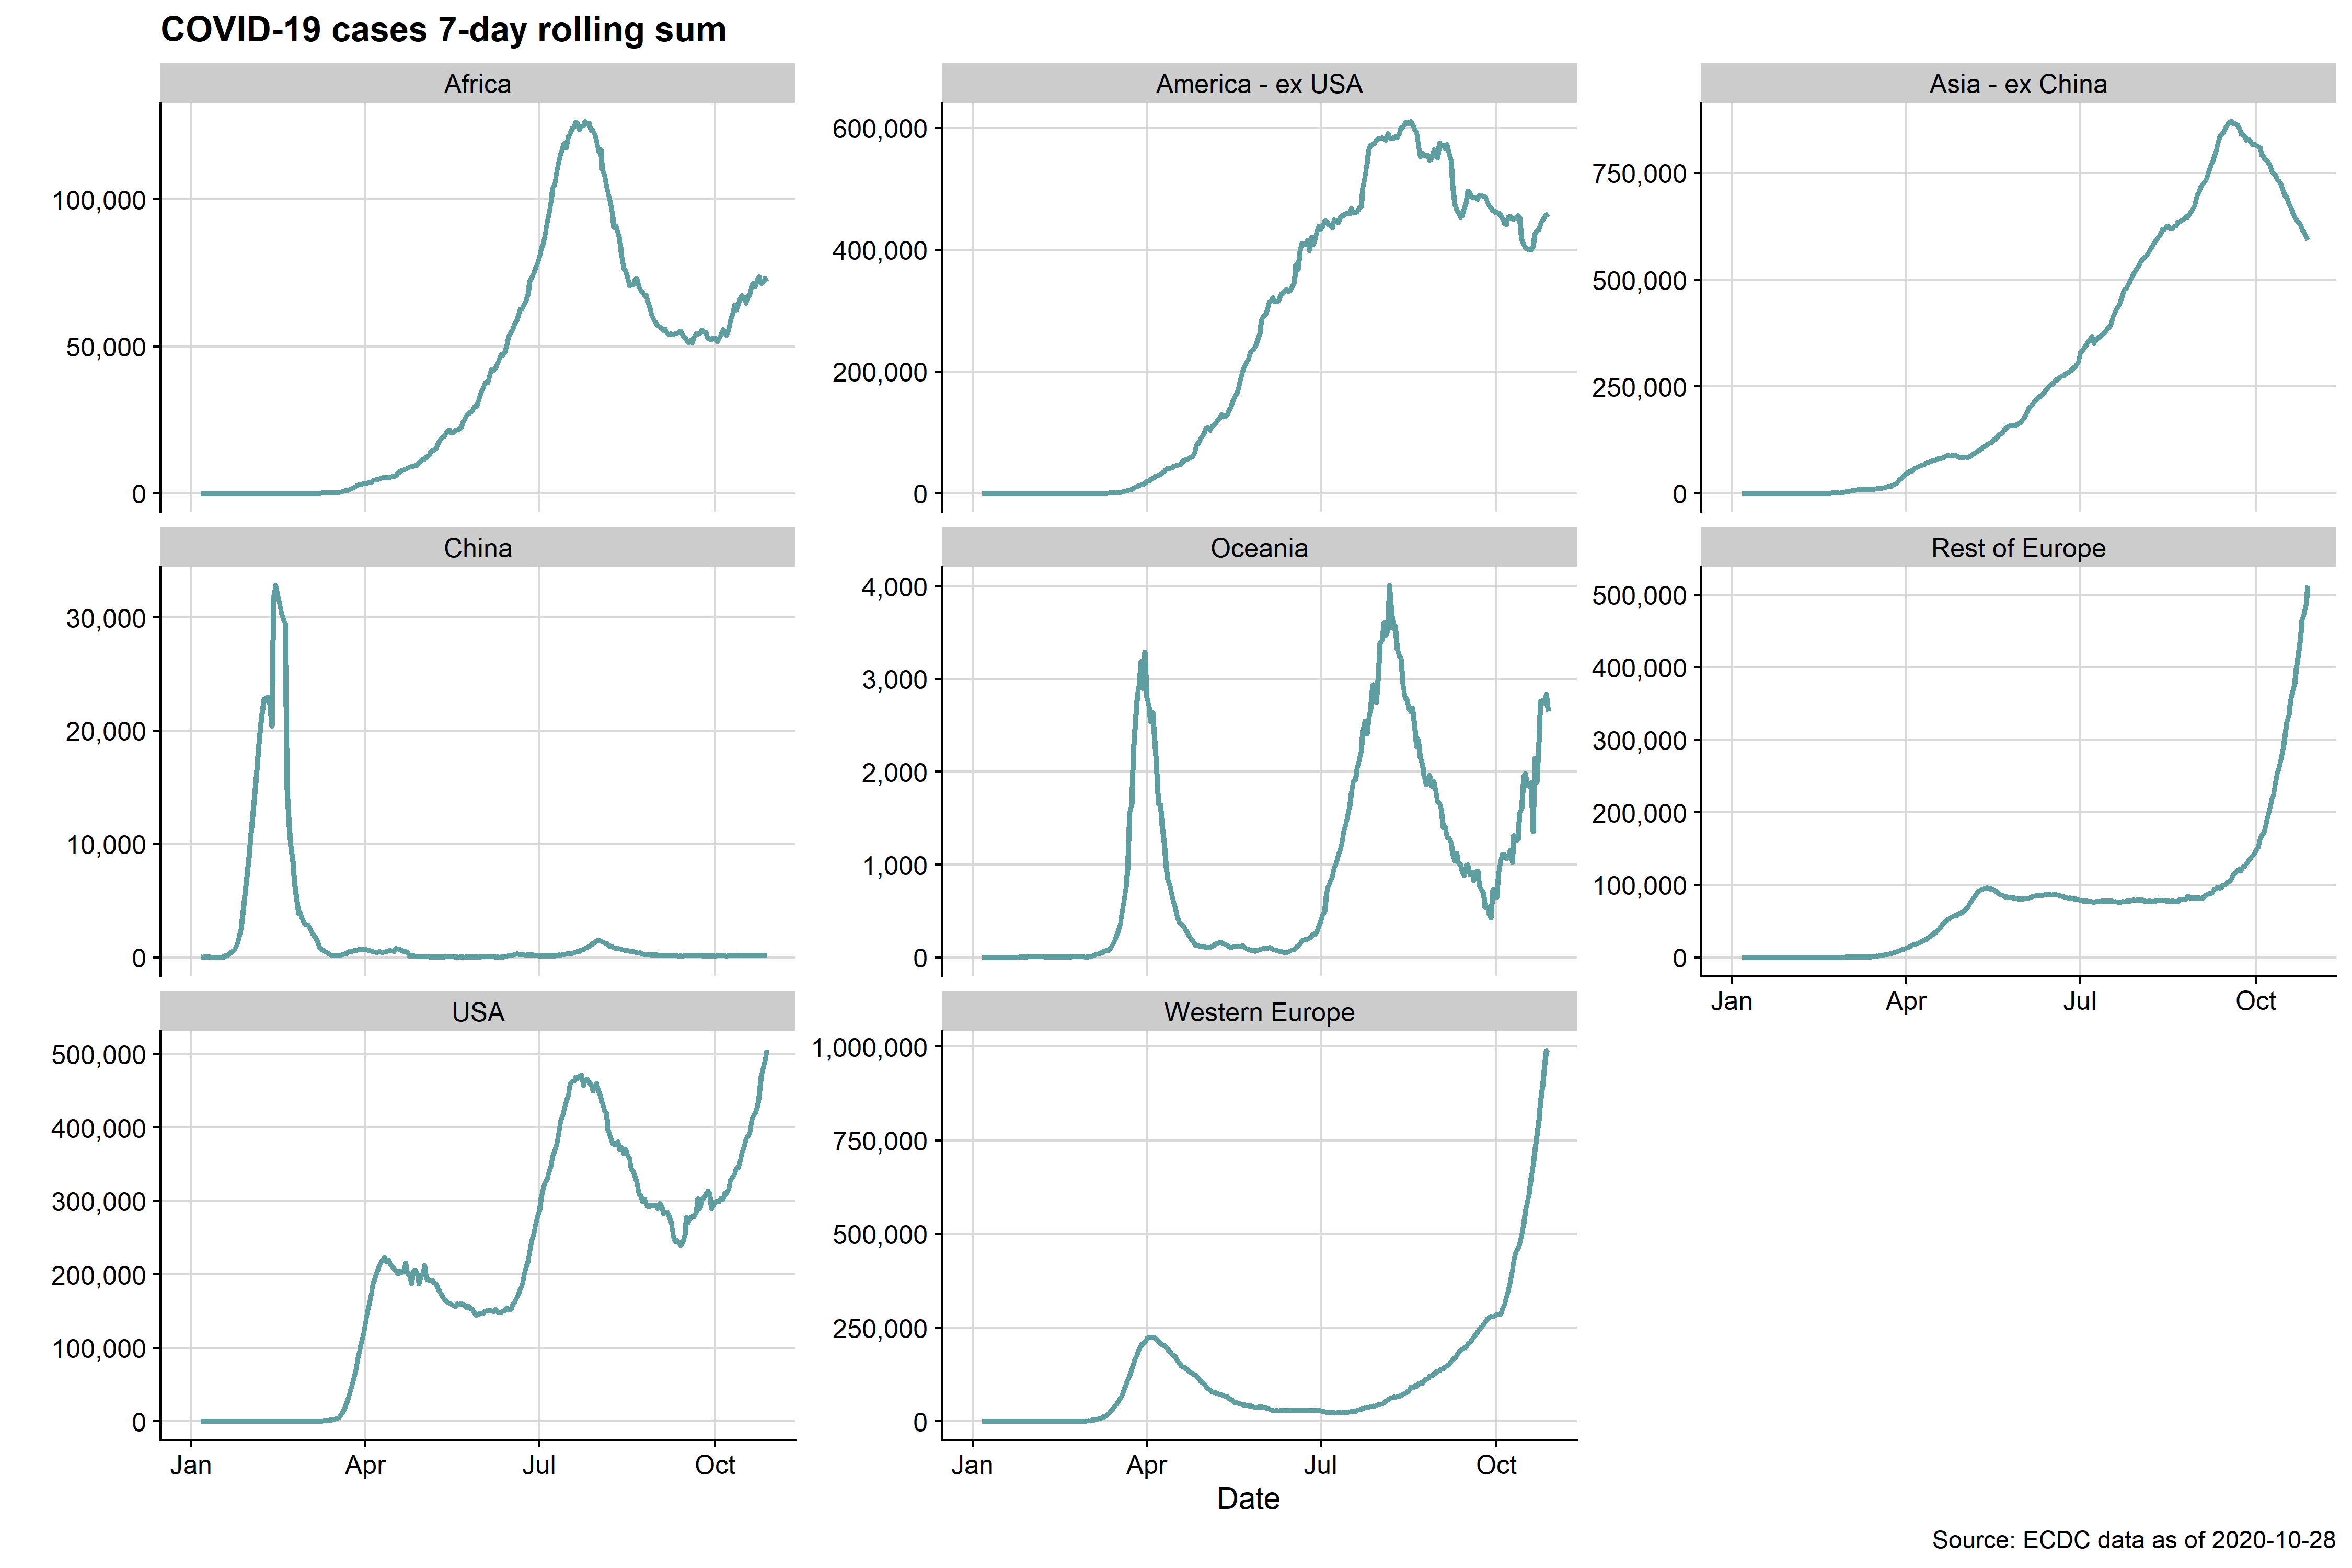 COVID-19 cases 7-day rolling sum
Africa
America - ex USA
Asia - ex China
100,000
50,000
0
600,000
400,000
200,000
0
750,000
500,000
250,000
0
China
Oceania
Rest of Europe
30,000
20,000
10,000
0
4,000
3,000
2,000
1,000
0
500,000
400,000
300,000
200,000
100,000
0
Jan Apr Jul Oct
USA
Western Europe
500,000
400,000
300,000
200,000
100,000
0
1,000,000
750,000
500,000
250,000
0
Jan Apr Jul Oct
Jan Apr Jul Oct
Date
Source: ECDC data as of 2020-10-28